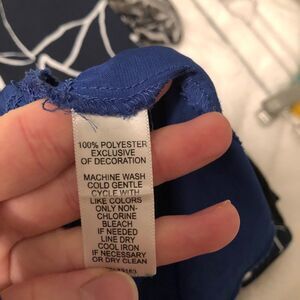 100% POLYESTER
EXCLUSIVE
OF DECORATION
MACHINE WASH
COLD GENTLE
CYCLE WITH
LIKE COLORS
ONLY NON-
CHLORINE
BLEACH
IF NEEDED
LINE DRY
COOL IRON
IF NECESSARY
OR DRY CLEAN